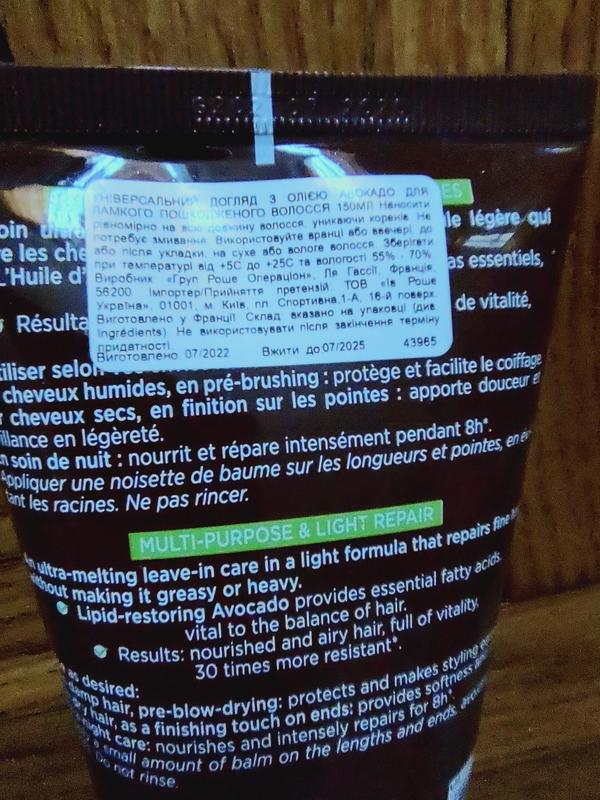 ES
УНІВЕРСАЛЬНИЙ ДОГЛЯД З ОЛІЄЮ АВОКАДО ДЛЯ
ЛАМКОГО ПОШКОДЖЕНОГО ВОЛОССЯ 150МЛ Наносити
рівномірно на всю довжину волосся, уникаючи коренів. Не
потребує змивання. Використовуйте вранці або ввечері, до
або після укладки, на сухе або вологе волосся. Зберігати
при температурі від +5С до +25С та вологості 55% - 70%
Виробник «Груп Роше Операціон», Ля Гассіі, Франція,
56200 Імпортер/Прийняття претензій: ТОВ «Ів Роше
Україна», 01001, м. Київ, пл. Спортивна,1-А, 16-й поверх.
Вироблено у Франції Склад вказано на упаковці (див.
Ingrédients) Не використовувати після закінчення терміну
придатності
Виготовлено 07/2022 Вжити до 07/2025 43965
oin le légère qui
re les che
L'Huile d' as essentiels,
Résulta de vitalité,
tiliser selon
cheveux humides, en pré-brushing : protège et facilite le coiffage
r cheveux secs, en finition sur les pointes : apporte douceur et
illance en légèreté.
n soin de nuit : nourrit et répare intensément pendant 8h*.
Appliquer une noisette de baume sur les longueurs et pointes, en év
tant les racines. Ne pas rincer.
MULTI-PURPOSE & LIGHT REPAIR
An ultra-melting leave-in care in a light formula that repairs fine h
without making it greasy or heavy.
Lipid-restoring Avocado provides essential fatty acids,
vital to the balance of hair.
Results: nourished and airy hair, full of vitality,
30 times more resistant*.
as desired:
damp hair, pre-blow-drying: protects and makes styling
y hair, as a finishing touch on ends: provides softness
night care: nourishes and intensely repairs for 8h*.
a small amount of balm on the lengths and ends, avo
Do not rinse.